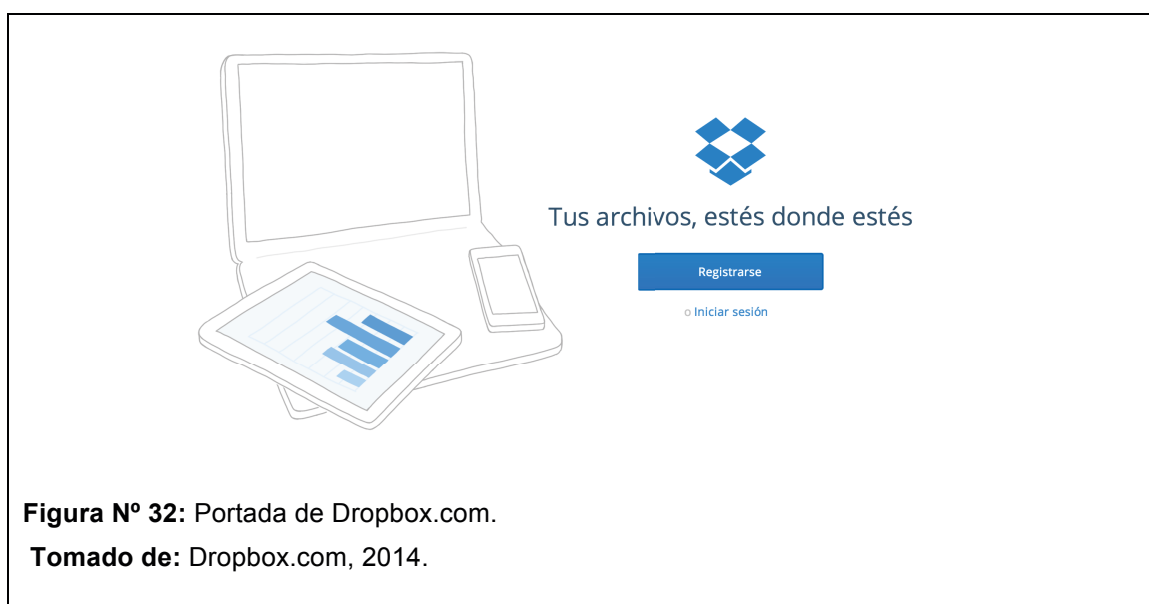 Tus archivos, estés donde estés
Registrarse
o Iniciar sesión
Figura Nº 32: Portada de Dropbox.com.
Tomado de: Dropbox.com, 2014.